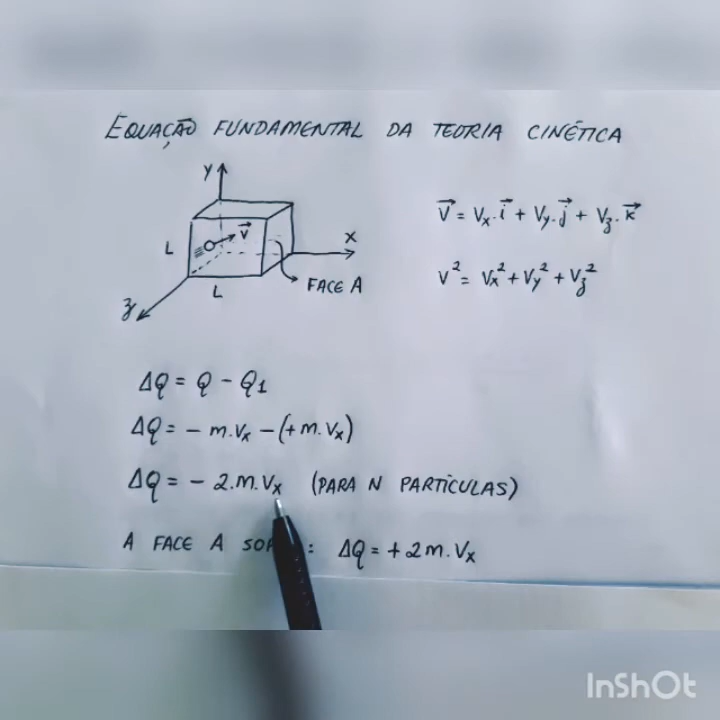 EQUAÇÃO FUNDAMENTAL DA TEORIA CINÉTICA
y
x
z
L
L
v⃗
FACE A
V⃗ = Vx.i⃗ + Vy.j⃗ + Vz.k⃗
V² = Vx² + Vy² + Vz²
ΔQ = Q - Q1
ΔQ = - m.Vx - (+ m.Vx)
ΔQ = - 2.m.Vx (PARA N PARTÍCULAS)
A FACE A : ΔQ = + 2m.Vx
InShOt